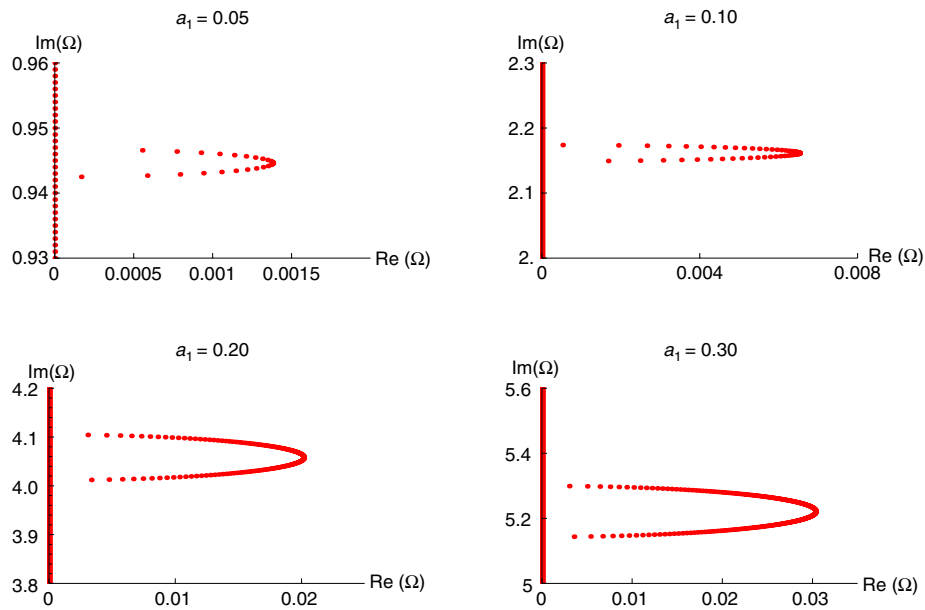 a1 = 0.05
Im(Ω)
0.96
0.95
0.94
0.93
0 0.0005 0.001 0.0015
Re (Ω)
a1 = 0.10
Im(Ω)
2.3
2.2
2.1
2.
0 0.004 0.008
Re (Ω)
a1 = 0.20
Im(Ω)
4.2
4.1
4.0
3.9
3.8
0 0.01 0.02
Re (Ω)
a1 = 0.30
Im(Ω)
5.6
5.4
5.2
5
0 0.01 0.02 0.03
Re (Ω)